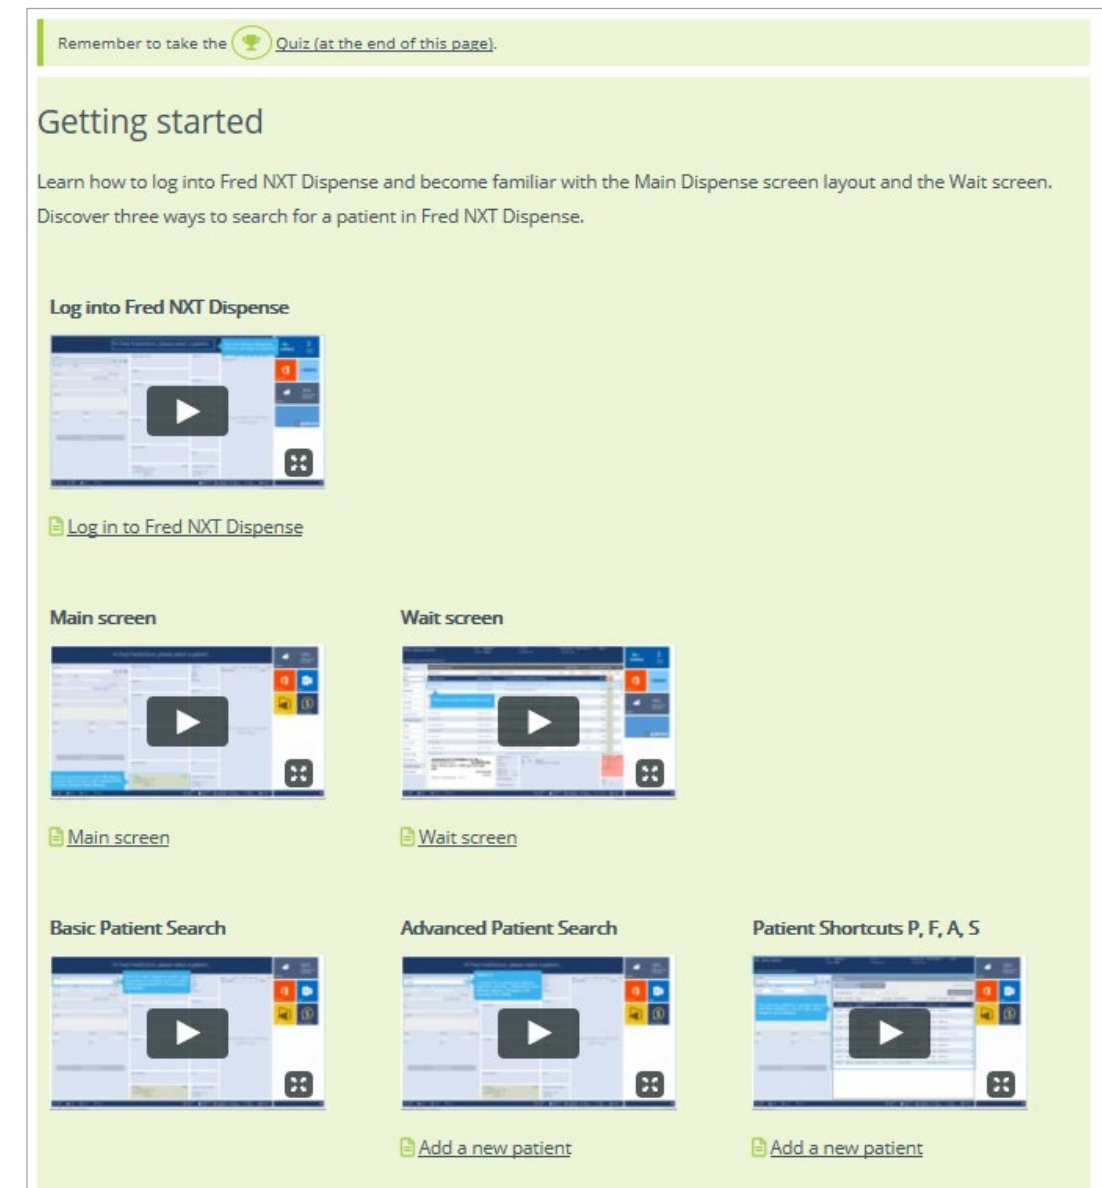 Remember to take the Quiz (at the end of this page).
Getting started
Learn how to log into Fred NXT Dispense and become familiar with the Main Dispense screen layout and the Wait screen.
Discover three ways to search for a patient in Fred NXT Dispense.
Log into Fred NXT Dispense
Log in to Fred NXT Dispense
Main screen
Wait screen
Main screen
Wait screen
Basic Patient Search
Advanced Patient Search
Patient Shortcuts P, F, A, S
Add a new patient
Add a new patient